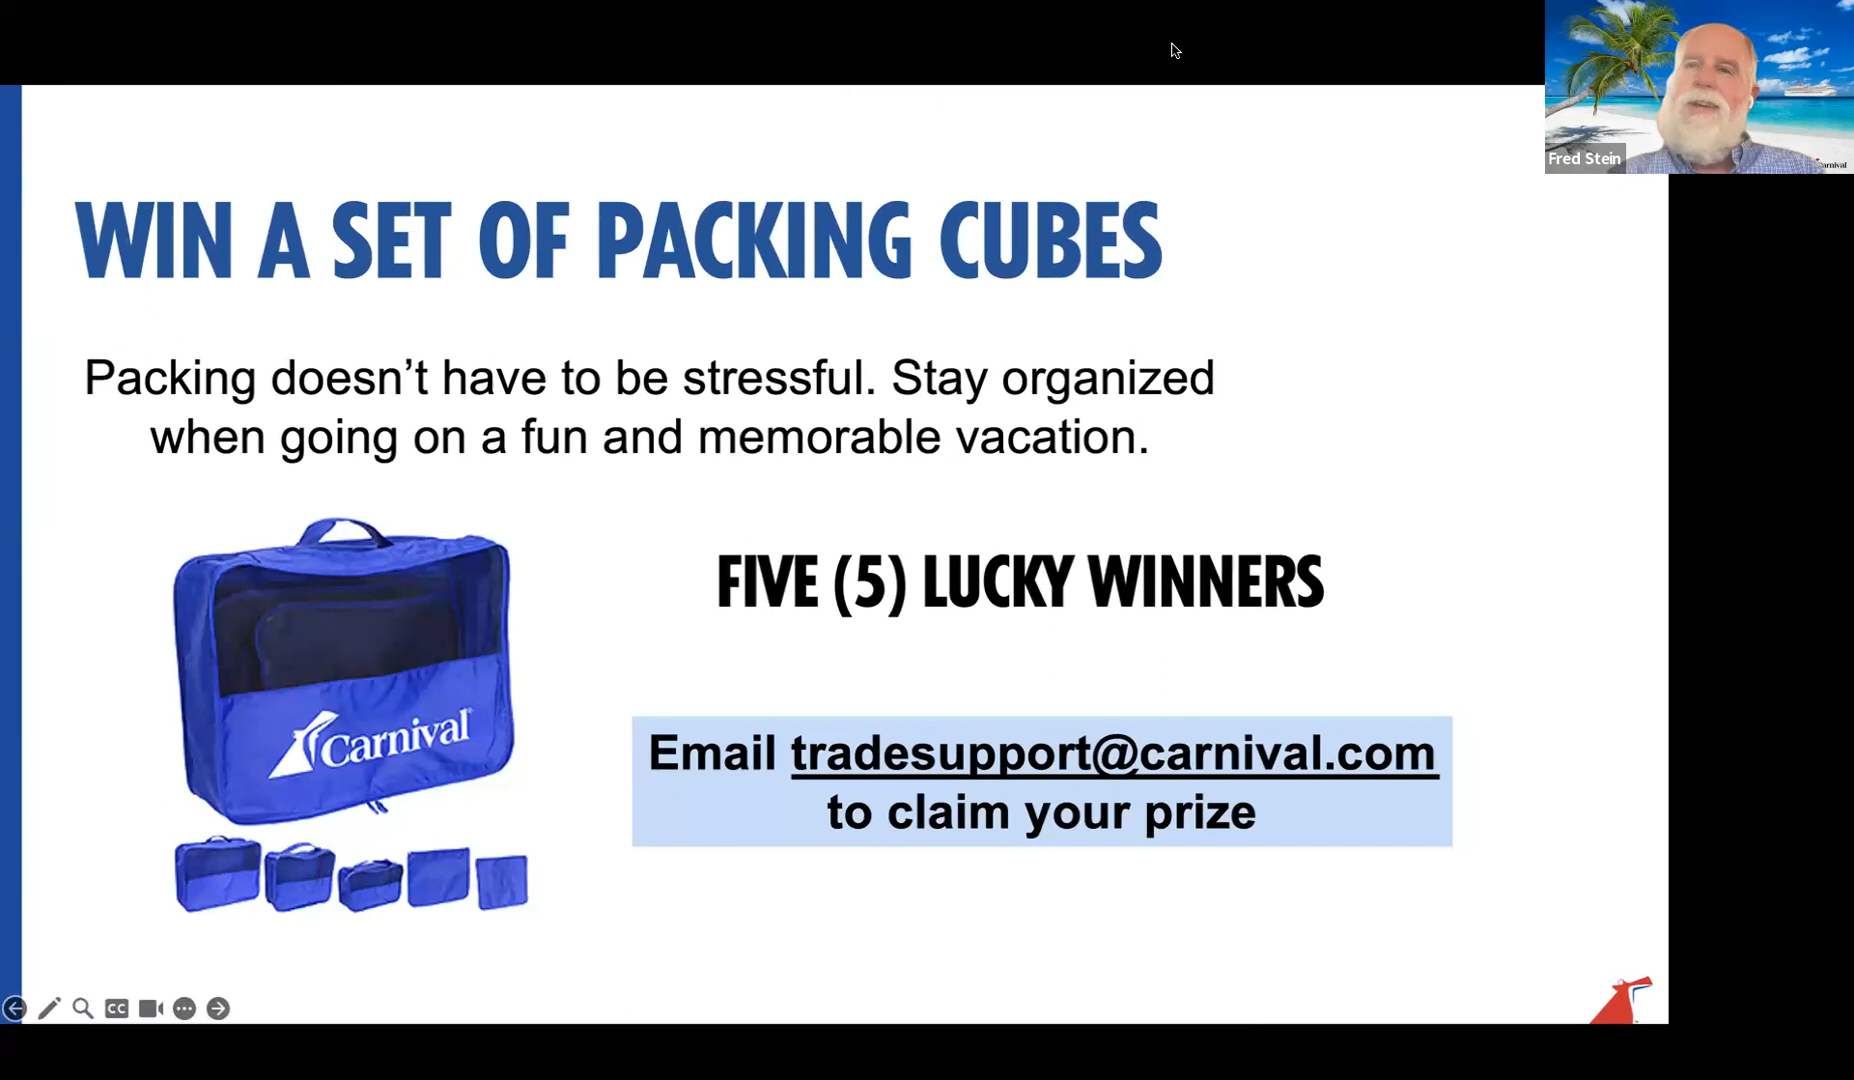 Fred Stein
Carnival
WIN A SET OF PACKING CUBES
Packing doesn’t have to be stressful. Stay organized
when going on a fun and memorable vacation.
FIVE (5) LUCKY WINNERS
Carnival
Email tradesupport@carnival.com
to claim your prize
CC